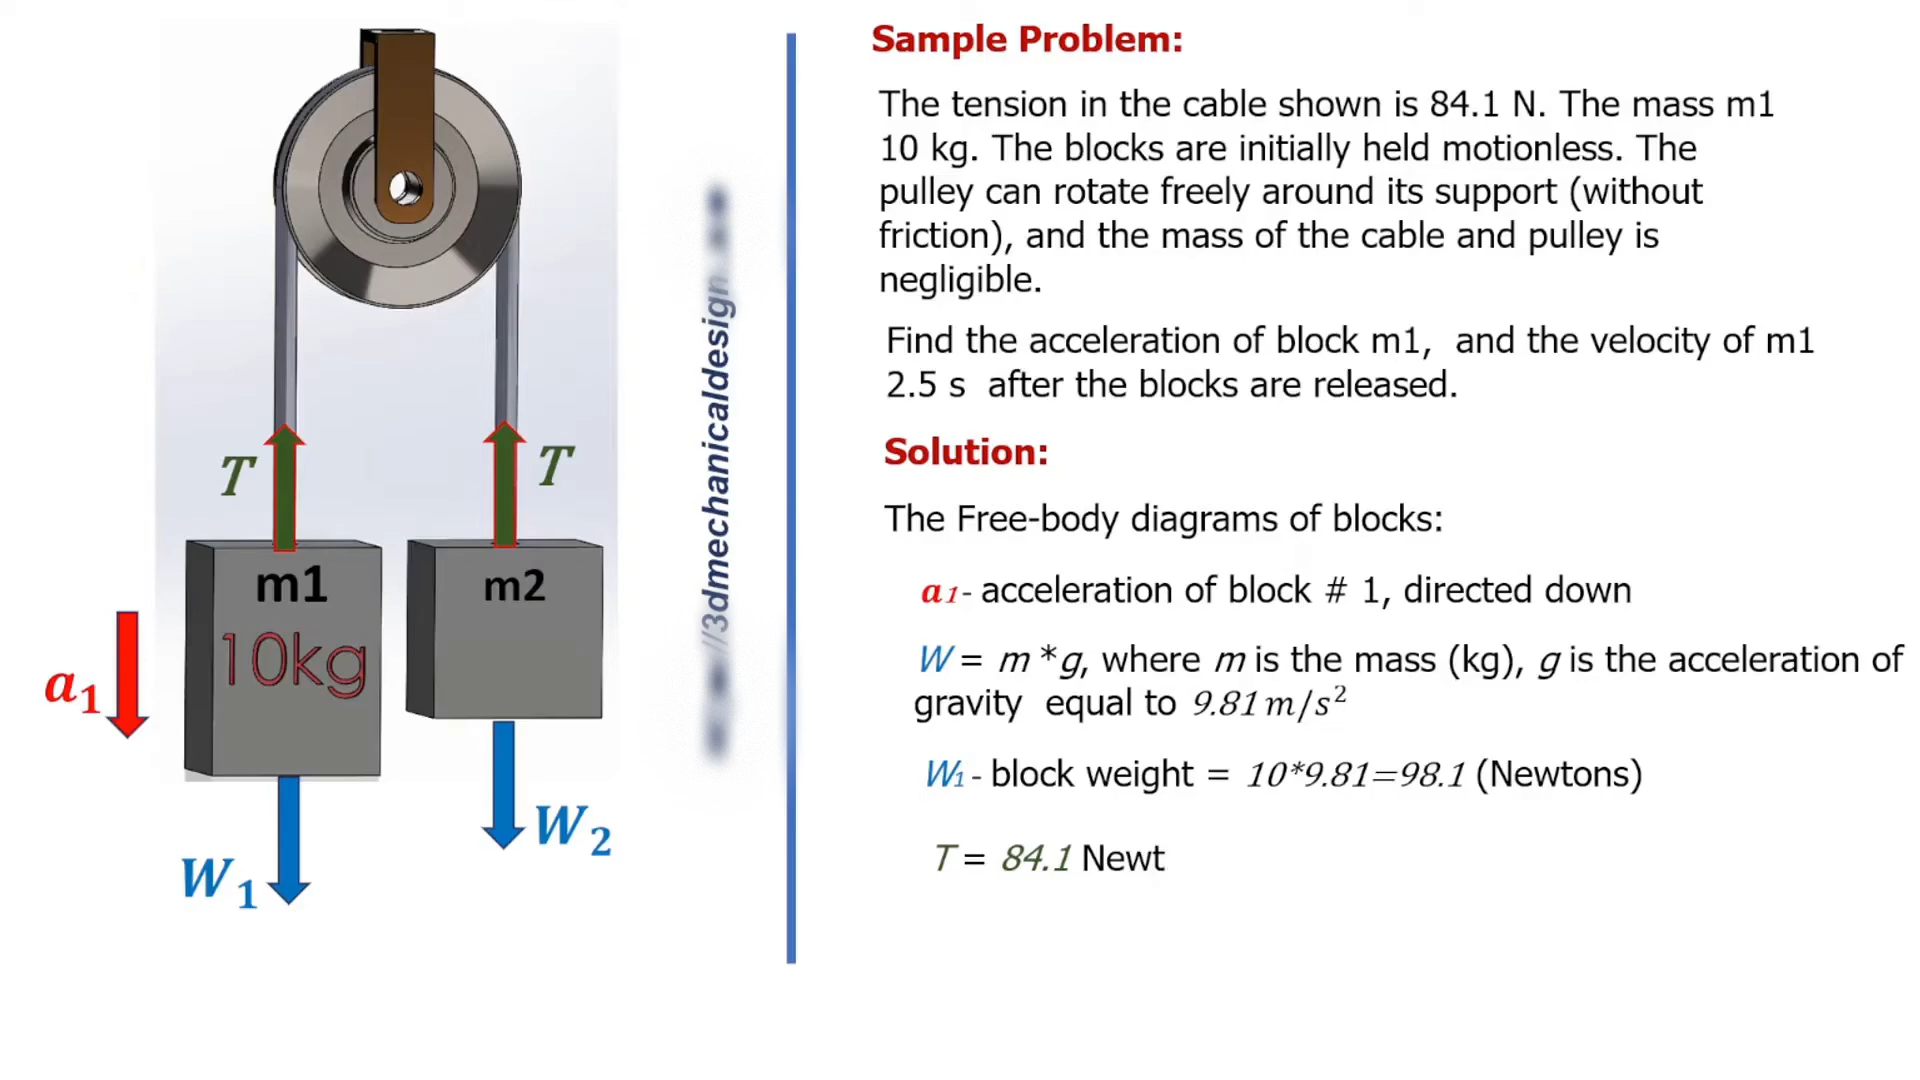 Sample Problem:
The tension in the cable shown is 84.1 N. The mass m1
10 kg. The blocks are initially held motionless. The
pulley can rotate freely around its support (without
friction), and the mass of the cable and pulley is
negligible.
Find the acceleration of block m1, and the velocity of m1
2.5 s after the blocks are released.
Solution:
The Free-body diagrams of blocks:
a1- acceleration of block # 1, directed down
W = m *g, where m is the mass (kg), g is the acceleration of
gravity equal to 9.81 m/s²
W1 - block weight = 10*9.81=98.1 (Newtons)
T = 84.1 Newt
T
T
m1
m2
10kg
a1
W2
W1
//3dmechanicaldesign